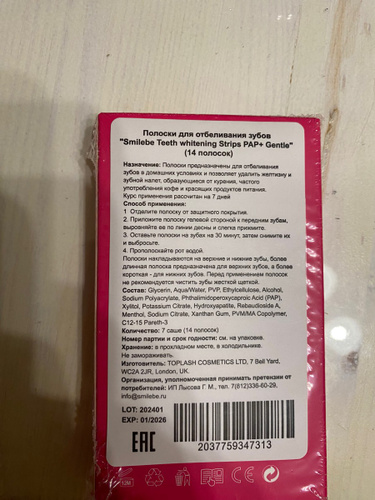 Полоски для отбеливания зубов
"Smilebe Teeth whitening Strips PAP+ Gentle"
(14 полосок)
Назначение: Полоски предназначены для отбеливания
зубов в домашних условиях и позволяет удалить желтизну
и зубной налет, образующиеся от курения, частого
употребления кофе и красящих продуктов питания.
Курс применения рассчитан на 7 дней
Способ применения:
1 Отделите полоску от защитного покрытия.
2. Приложите полоску гелевой стороной к передним зубам,
выровняйте ее по линии десны и слегка прижмите.
3. Оставьте полоски на зубах на 30 минут, затем снимите их
и выбросьте.
4. Прополоскайте рот водой.
Полоски накладываются на верхние и нижние зубы, более
длинная полоска предназначена для верхних зубов, а более
короткая - для нижних зубов. Перед применением полосок
не рекомендуется чистить зубы жесткой щеткой.
Состав: Glycerin, Aqua/Water, PVP, Ethylcellulose, Alcohol,
Sodium Polyacrylate, Phthalimidoperoxycaproic Acid (PAP),
Xylitol, Potassium Citrate, Hydroxyapatite, Rebaudioside A,
Menthol, Sodium Citrate, Xanthan Gum, PVM/MA Copolymer,
C12-15 Pareth-3
Количество: 7 саше (14 полосок)
Номер партии и срок годности: см. на упаковке.
Хранение: в прохладном месте, в холодильнике.
Не замораживать.
Изготовитель: TOPLASH COSMETICS LTD, 7 Bell Yard,
WC2A 2JR, London, UK.
Организация, уполномоченная принимать претензии от
потребителей: ИП Лысова Г М., тел. 7(812)336-60-29,
info@smilebe.ru
LOT: 202401
EXP: 01/2026
EAC
2037759347313